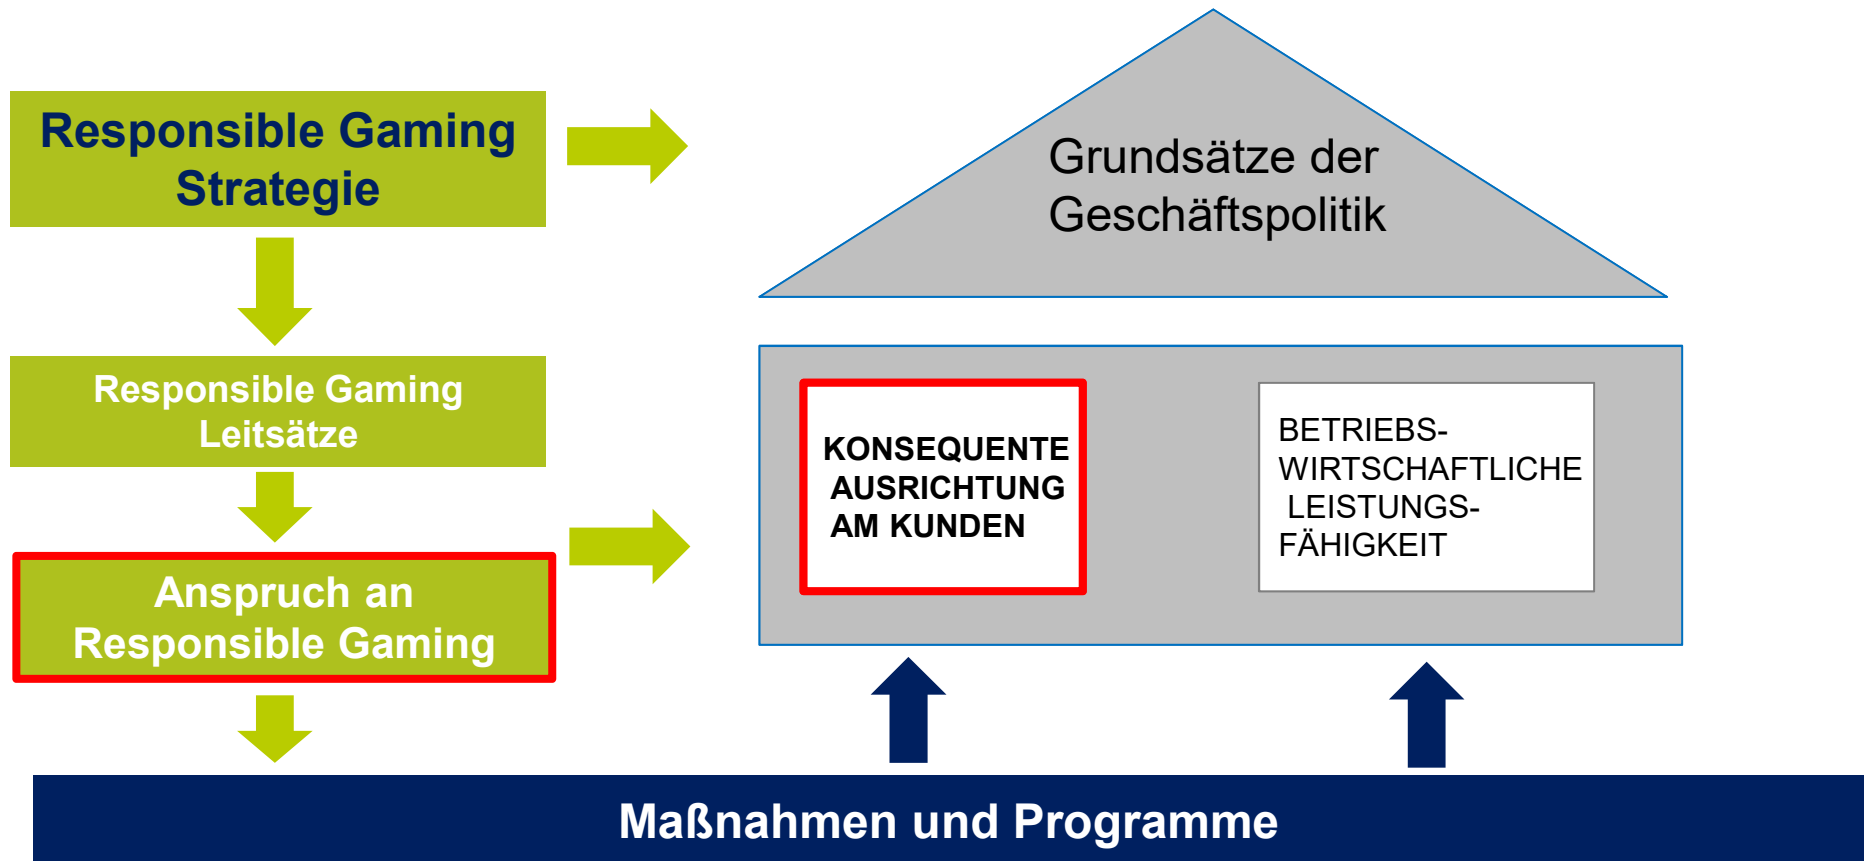 Responsible Gaming
Strategie
Grundsätze der
Geschäftspolitik
Responsible Gaming
Leitsätze
Anspruch an
Responsible Gaming
KONSEQUENTE
AUSRICHTUNG
AM KUNDEN
BETRIEBS-
WIRTSCHAFTLICHE
LEISTUNGS-
FÄHIGKEIT
Maßnahmen und Programme